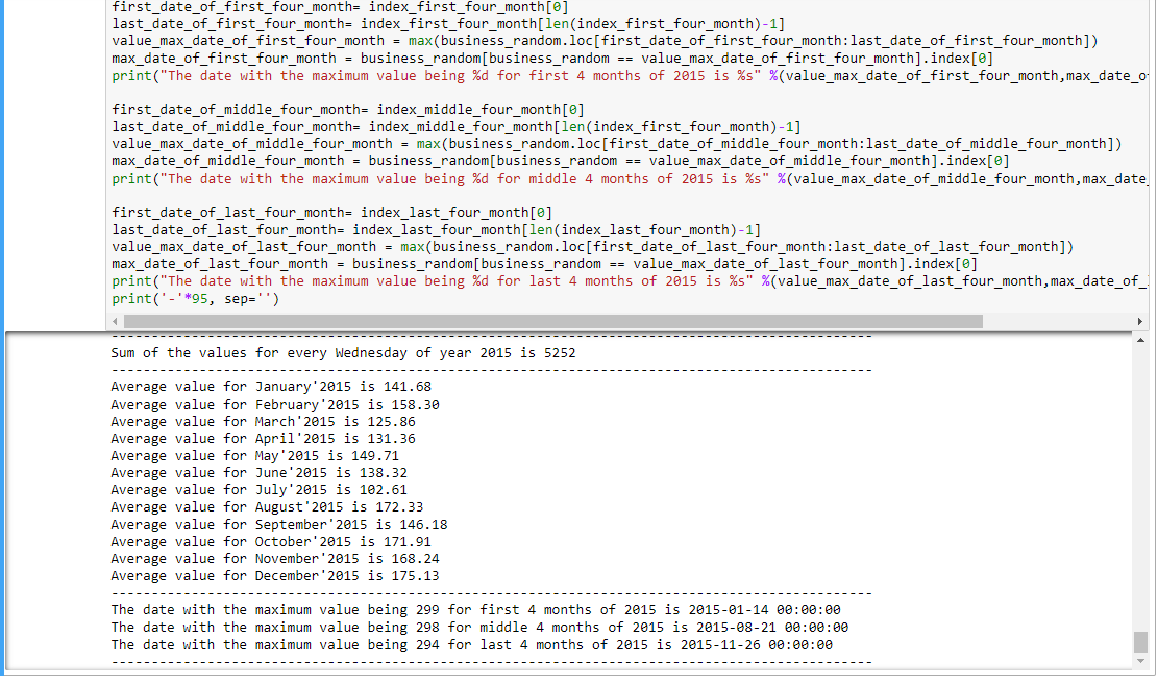 first_date_of_first_four_month= index_first_four_month[0]
last_date_of_first_four_month= index_first_four_month[len(index_first_four_month)-1]
value_max_date_of_first_four_month = max(business_random.loc[first_date_of_first_four_month:last_date_of_first_four_month])
max_date_of_first_four_month = business_random[business_random == value_max_date_of_first_four_month].index[0]
print("The date with the maximum value being %d for first 4 months of 2015 is %s" %(value_max_date_of_first_four_month,max_date_o
first_date_of_middle_four_month= index_middle_four_month[0]
last_date_of_middle_four_month= index_middle_four_month[len(index_first_four_month)-1]
value_max_date_of_middle_four_month = max(business_random.loc[first_date_of_middle_four_month:last_date_of_middle_four_month])
max_date_of_middle_four_month = business_random[business_random == value_max_date_of_middle_four_month].index[0]
print("The date with the maximum value being %d for middle 4 months of 2015 is %s" %(value_max_date_of_middle_four_month,max_date_
first_date_of_last_four_month= index_last_four_month[0]
last_date_of_last_four_month= index_last_four_month[len(index_last_four_month)-1]
value_max_date_of_last_four_month = max(business_random.loc[first_date_of_last_four_month:last_date_of_last_four_month])
max_date_of_last_four_month = business_random[business_random == value_max_date_of_last_four_month].index[0]
print("The date with the maximum value being %d for last 4 months of 2015 is %s" %(value_max_date_of_last_four_month,max_date_of_
print('-'*95, sep='')
-----------------------------------------------------------------------------------------------
Sum of the values for every Wednesday of year 2015 is 5252
-----------------------------------------------------------------------------------------------
Average value for January'2015 is 141.68
Average value for February'2015 is 158.30
Average value for March'2015 is 125.86
Average value for April'2015 is 131.36
Average value for May'2015 is 149.71
Average value for June'2015 is 138.32
Average value for July'2015 is 102.61
Average value for August'2015 is 172.33
Average value for September'2015 is 146.18
Average value for October'2015 is 171.91
Average value for November'2015 is 168.24
Average value for December'2015 is 175.13
-----------------------------------------------------------------------------------------------
The date with the maximum value being 299 for first 4 months of 2015 is 2015-01-14 00:00:00
The date with the maximum value being 298 for middle 4 months of 2015 is 2015-08-21 00:00:00
The date with the maximum value being 294 for last 4 months of 2015 is 2015-11-26 00:00:00
-----------------------------------------------------------------------------------------------